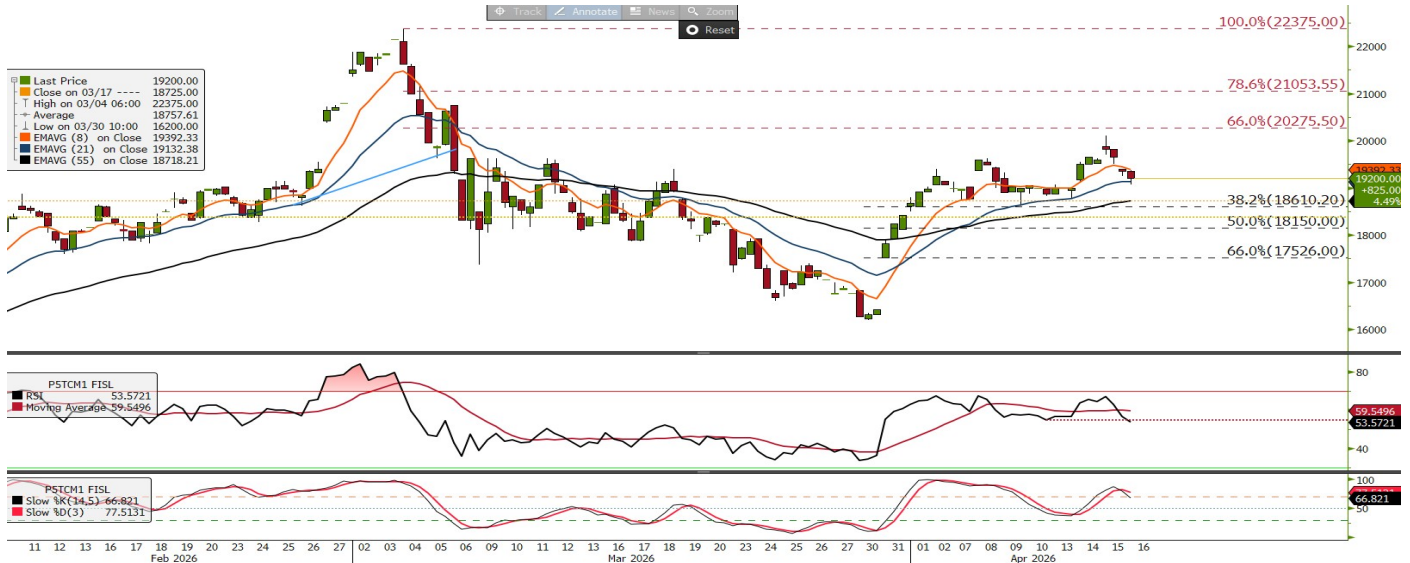 Track Annotate News Zoom
Reset
100.0%(22375.00)
78.6%(21053.55)
66.0%(20275.50)
38.2%(18610.20)
50.0%(18150.00)
66.0%(17526.00)
Last Price 19200.00
Close on 03/17 ---- 18725.00
High on 03/04 06:00 22375.00
Average 18757.61
Low on 03/30 10:00 16200.00
EMAVG (8) on Close 19392.33
EMAVG (21) on Close 19132.38
EMAVG (55) on Close 18718.21
22000
21000
20000
19392.33
19200.00
+825.00
4.49%
18000
17000
16000
P5TCM1 FISL
RSI 53.5721
Moving Average 59.5496
80
59.5496
53.5721
40
P5TCM1 FISL
Slow %K(14,5) 66.821
Slow %D(3) 77.5131
100
66.821
50
0
11 12 13 16 17 18 19 20 23 24 25 26 27 02 03 04 05 06 09 10 11 12 13 16 17 18 19 20 23 24 25 26 27 30 31 01 02 07 08 09 10 13 14 15 16
Feb 2026 Mar 2026 Apr 2026